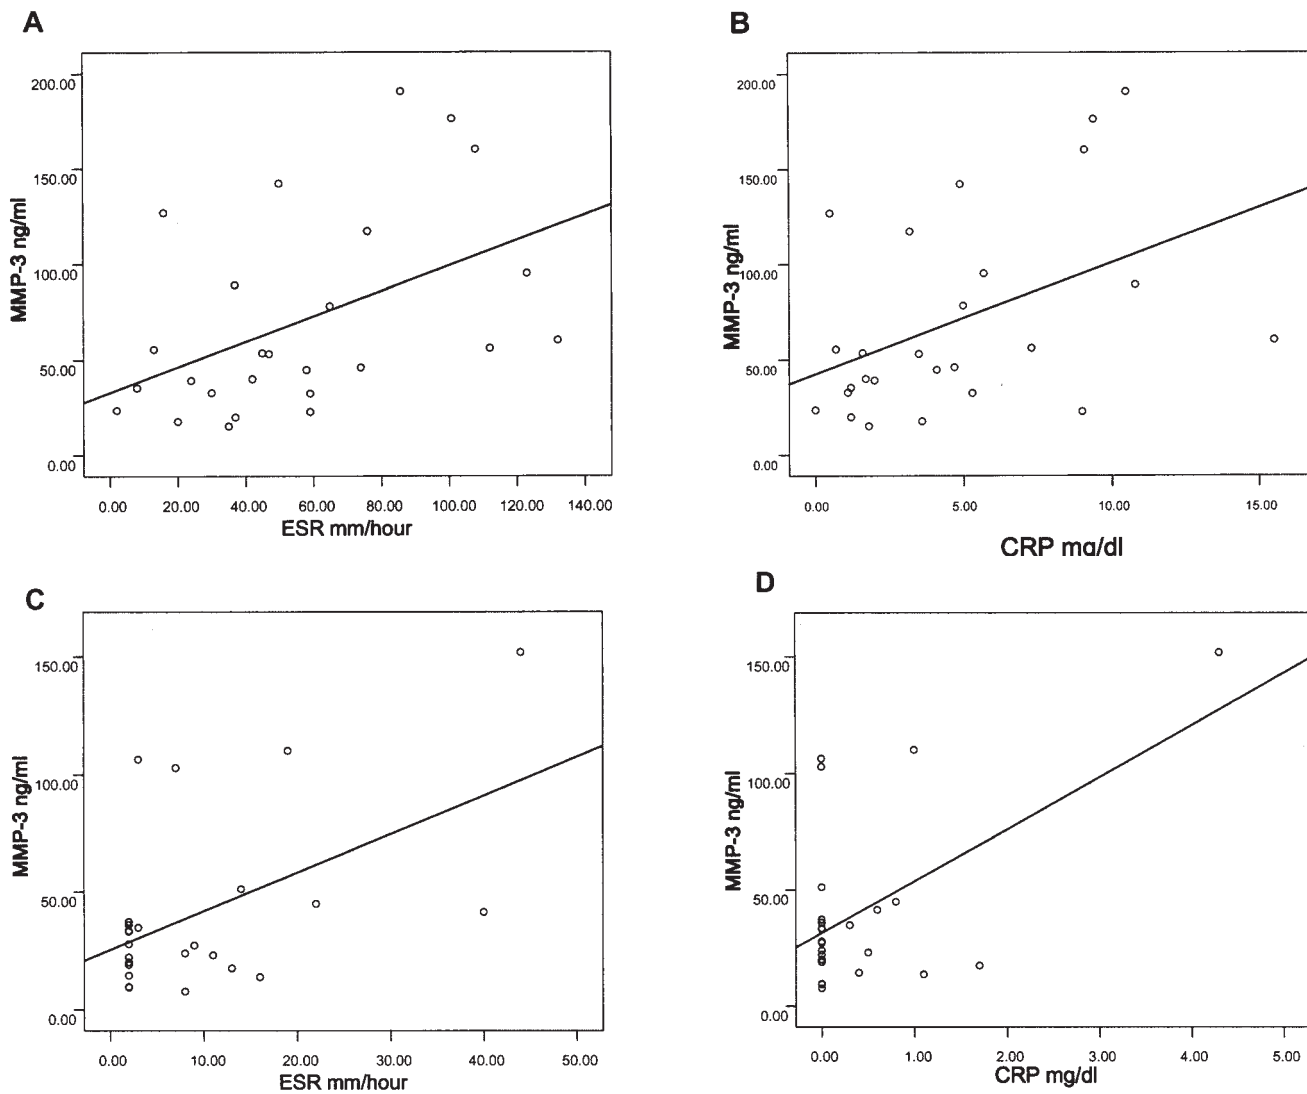 A
200.00
150.00
100.00
50.00
0.00
MMP-3 ng/ml
0.00 20.00 40.00 60.00 80.00 100.00 120.00 140.00
ESR mm/hour
B
200.00
150.00
100.00
50.00
0.00
MMP-3 ng/ml
0.00 5.00 10.00 15.00
CRP ma/dl
C
150.00
100.00
50.00
0.00
MMP-3 ng/ml
0.00 10.00 20.00 30.00 40.00 50.00
ESR mm/hour
D
150.00
100.00
50.00
0.00
MMP-3 ng/ml
0.00 1.00 2.00 3.00 4.00 5.00
CRP mg/dl